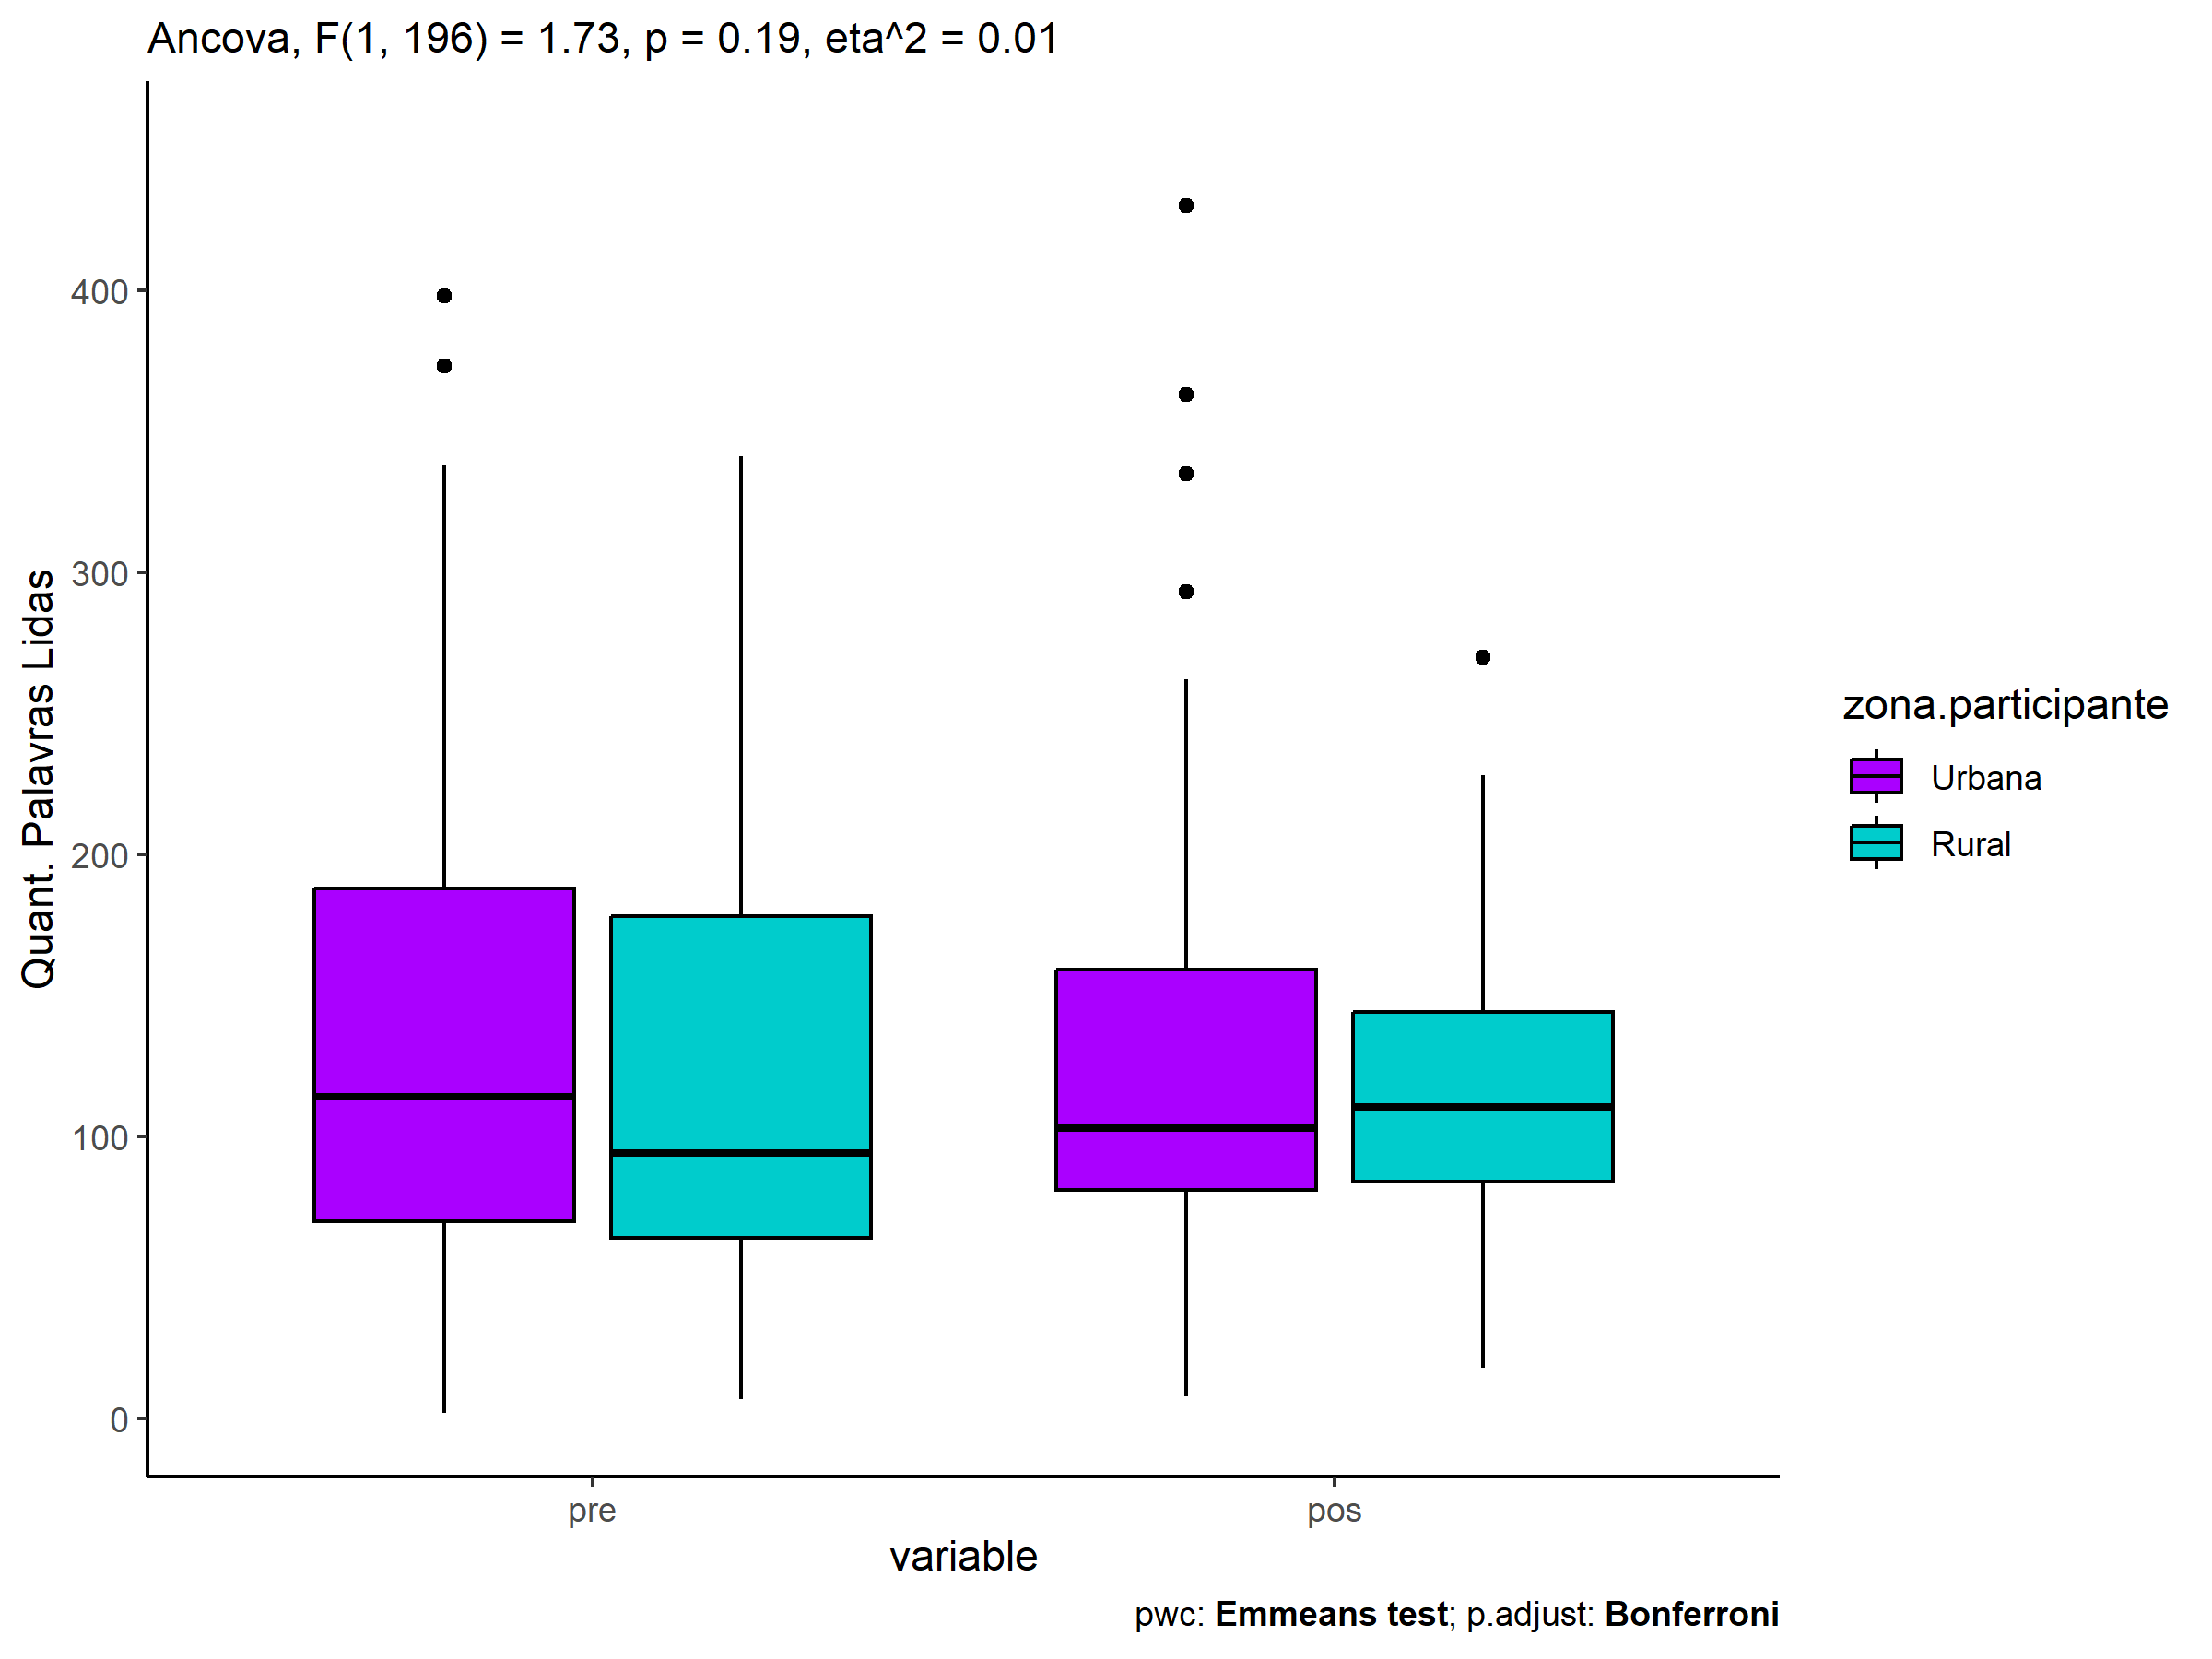 Ancova, F(1, 196) = 1.73, p = 0.19, eta^2 = 0.01
Quant. Palavras Lidas
400
300
200
100
0
pre
pos
variable
zona.participante
Urbana
Rural
pwc: Emmeans test; p.adjust: Bonferroni